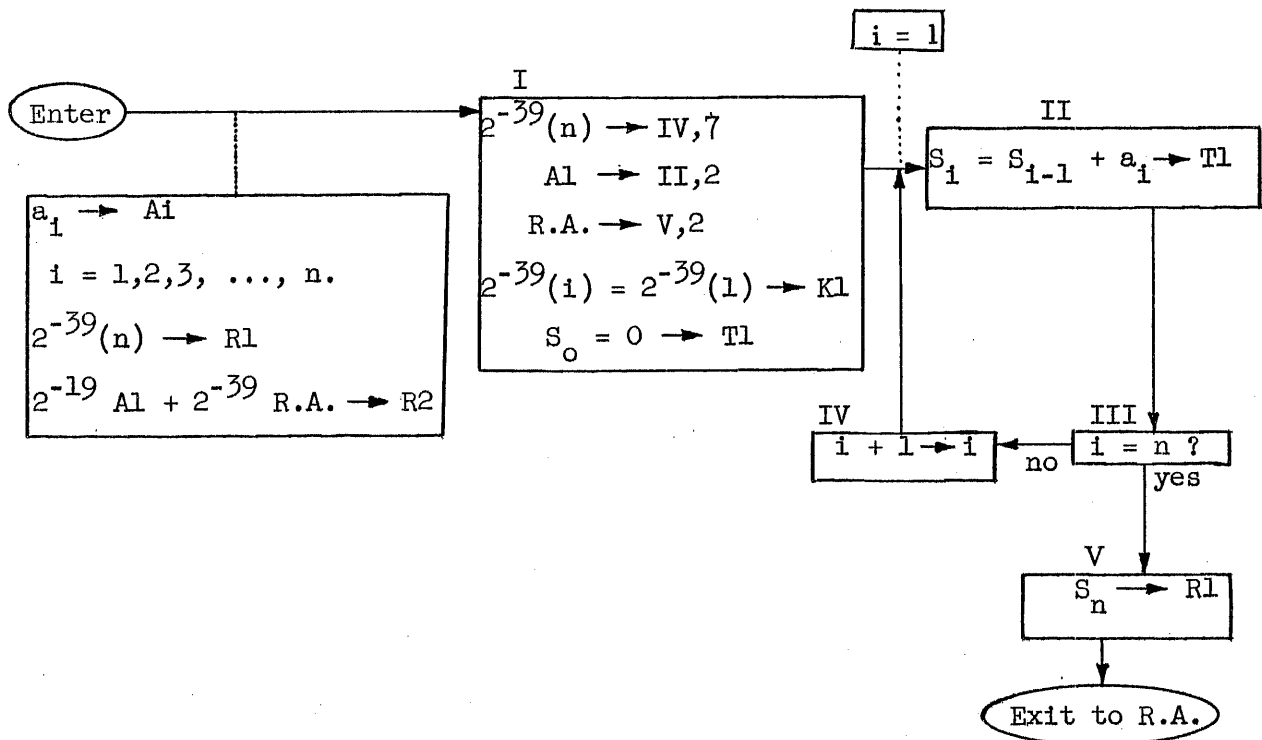 Enter
a_i → Ai
i = 1,2,3, ..., n.
2^-39(n) → R1
2^-19 A1 + 2^-39 R.A. → R2
I
2^-39(n) → IV,7
A1 → II,2
R.A. → V,2
2^-39(i) = 2^-39(1) → K1
S_o = 0 → T1
i = 1
II
S_i = S_i-1 + a_i → T1
III
i = n ?
no
yes
IV
i + 1 → i
V
S_n → R1
Exit to R.A.